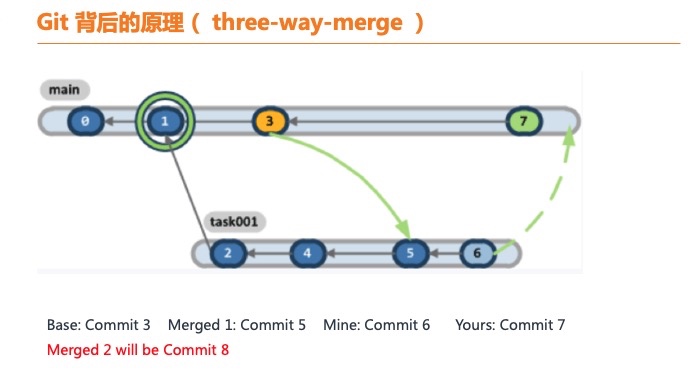 Git 背后的原理（ three-way-merge ）
main
0 1 3 7
task001
2 4 5 6
Base: Commit 3 Merged 1: Commit 5 Mine: Commit 6 Yours: Commit 7
Merged 2 will be Commit 8